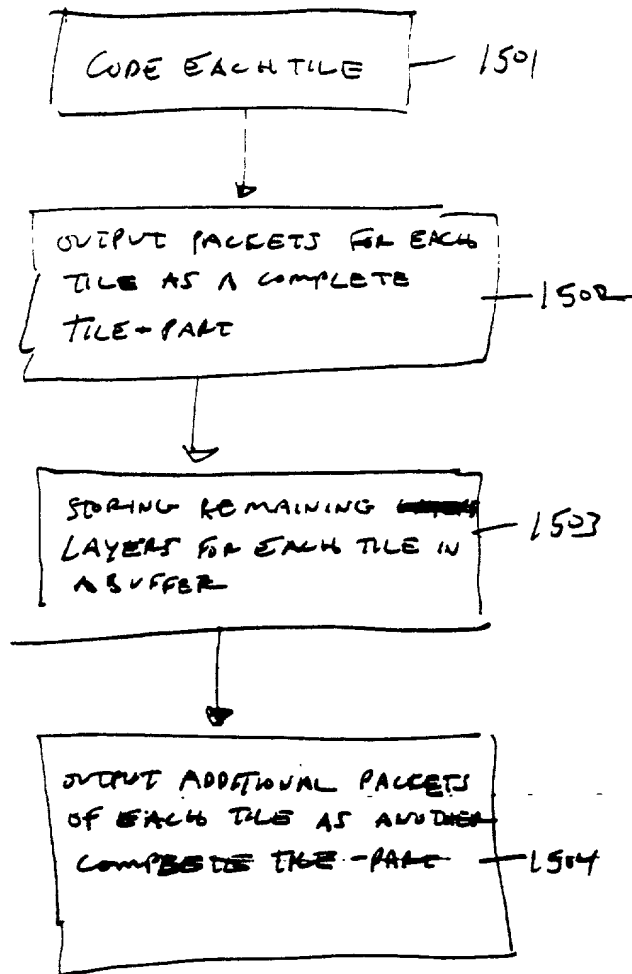 CODE EACH TILE
1501
OUTPUT PACKETS FOR EACH
TILE AS A COMPLETE
TILE-PART
1502
STORING REMAINING
LAYERS FOR EACH TILE IN
A BUFFER
1503
OUTPUT ADDITIONAL PACKETS
OF EACH TILE AS ANOTHER
COMPLETE TILE-PART
1504